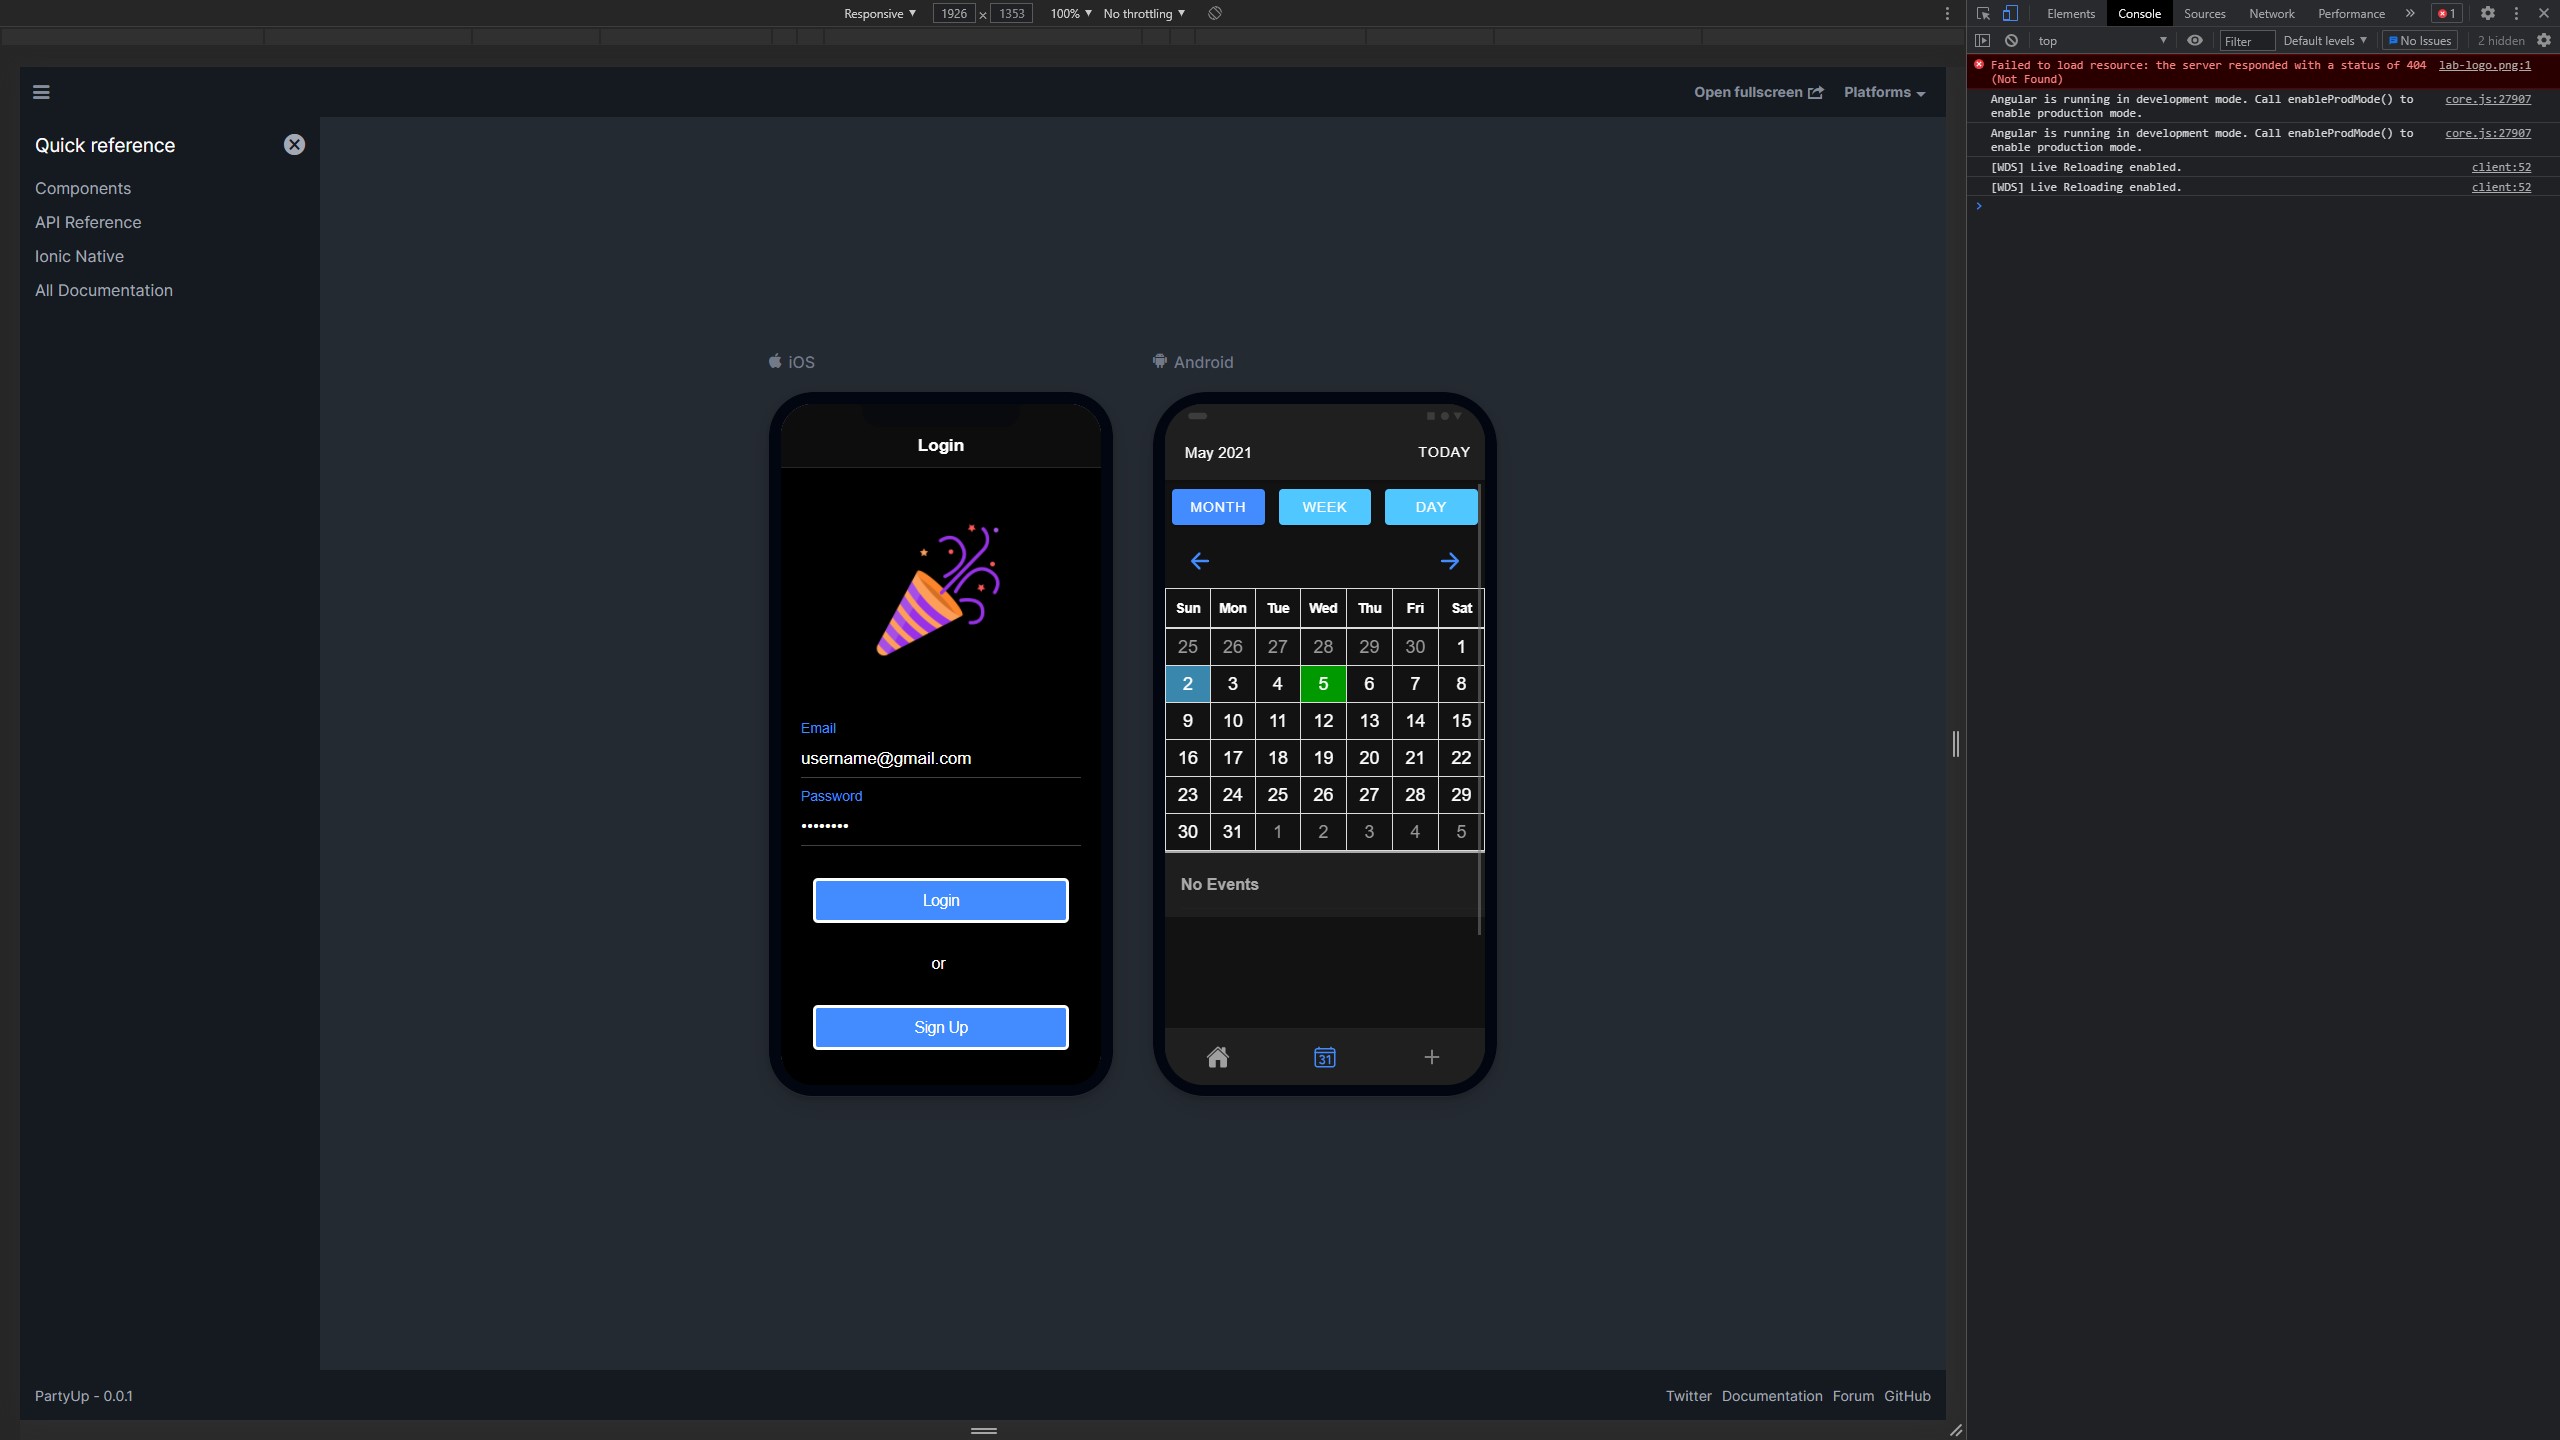 Responsive 1926 × 1353 100% No throttling
Elements Console Sources Network Performance 1
top Filter Default levels No Issues 2 hidden
Failed to load resource: the server responded with a status of 404 (Not Found) lab-logo.png:1
Angular is running in development mode. Call enableProdMode() to enable production mode. core.js:27907
Angular is running in development mode. Call enableProdMode() to enable production mode. core.js:27907
[WDS] Live Reloading enabled. client:52
[WDS] Live Reloading enabled. client:52
Open fullscreen Platforms
Quick reference
Components
API Reference
Ionic Native
All Documentation
iOS
Login
Email
username@gmail.com
Password
••••••••
Login
or
Sign Up
Android
May 2021 TODAY
MONTH WEEK DAY
Sun Mon Tue Wed Thu Fri Sat
25 26 27 28 29 30 1
2 3 4 5 6 7 8
9 10 11 12 13 14 15
16 17 18 19 20 21 22
23 24 25 26 27 28 29
30 31 1 2 3 4 5
No Events
31
PartyUp - 0.0.1
Twitter Documentation Forum GitHub